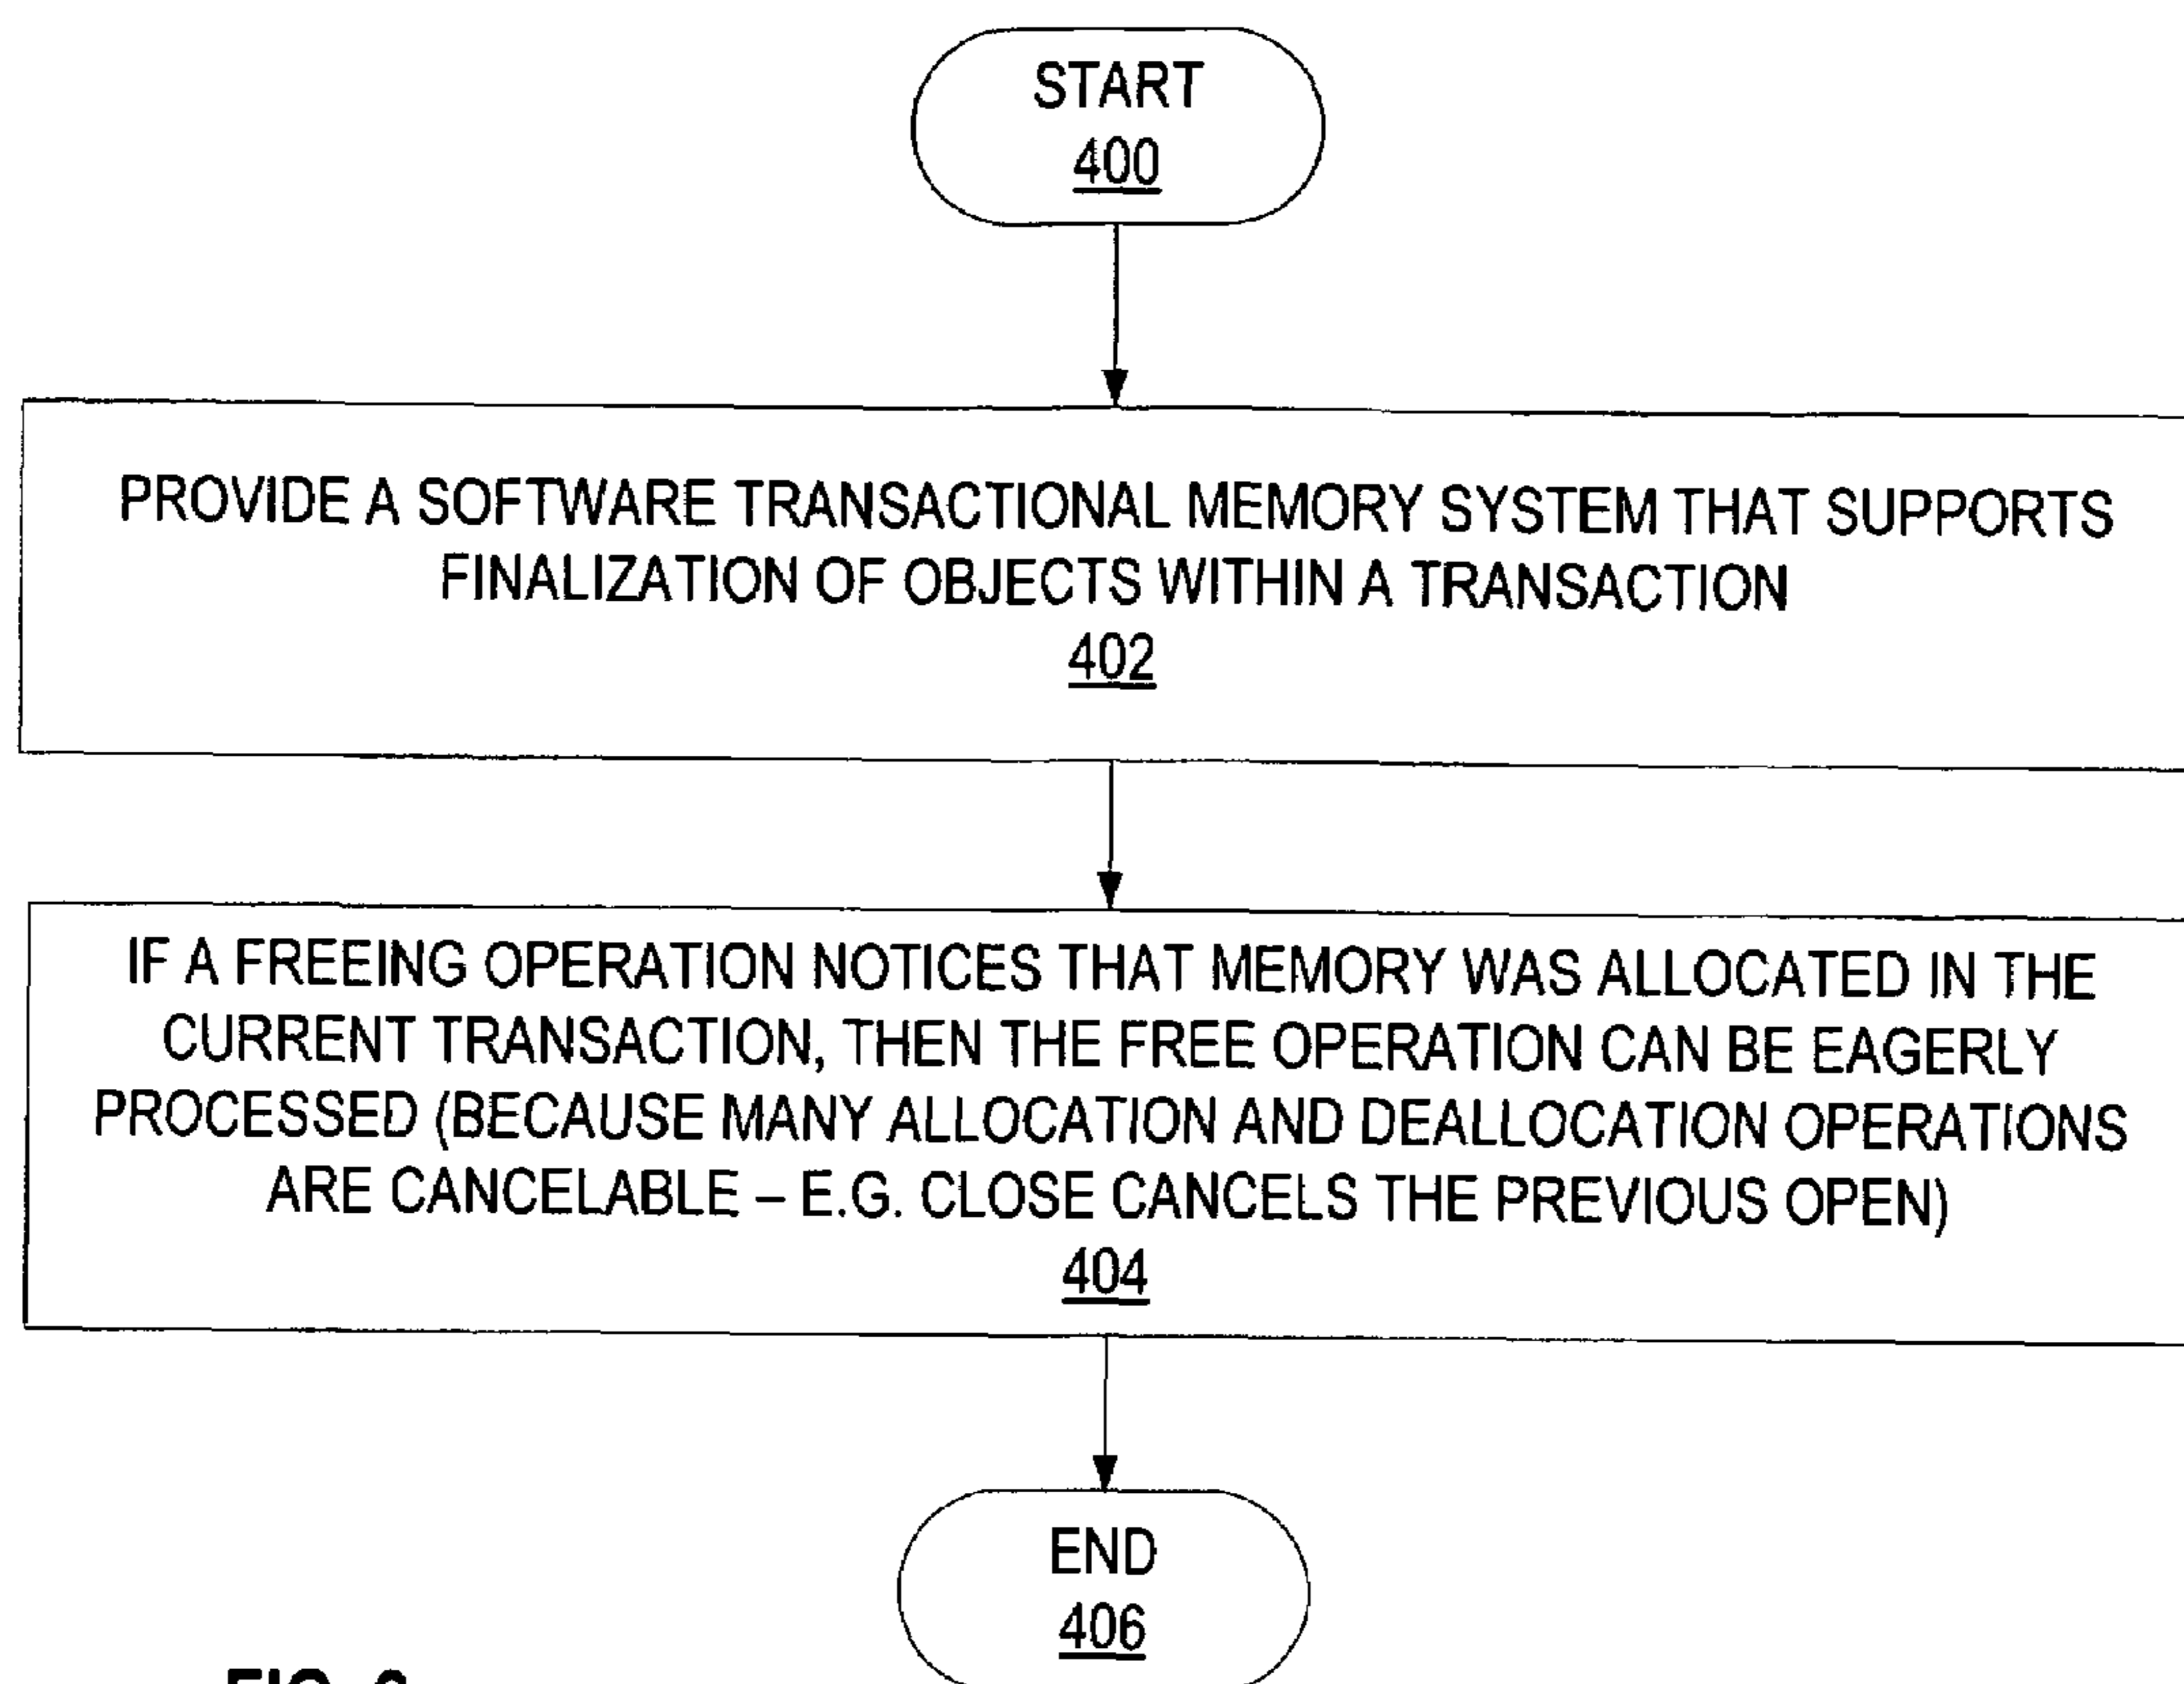 START
400
PROVIDE A SOFTWARE TRANSACTIONAL MEMORY SYSTEM THAT SUPPORTS
FINALIZATION OF OBJECTS WITHIN A TRANSACTION
402
IF A FREEING OPERATION NOTICES THAT MEMORY WAS ALLOCATED IN THE
CURRENT TRANSACTION, THEN THE FREE OPERATION CAN BE EAGERLY
PROCESSED (BECAUSE MANY ALLOCATION AND DEALLOCATION OPERATIONS
ARE CANCELABLE – E.G. CLOSE CANCELS THE PREVIOUS OPEN)
404
END
406
FIG.